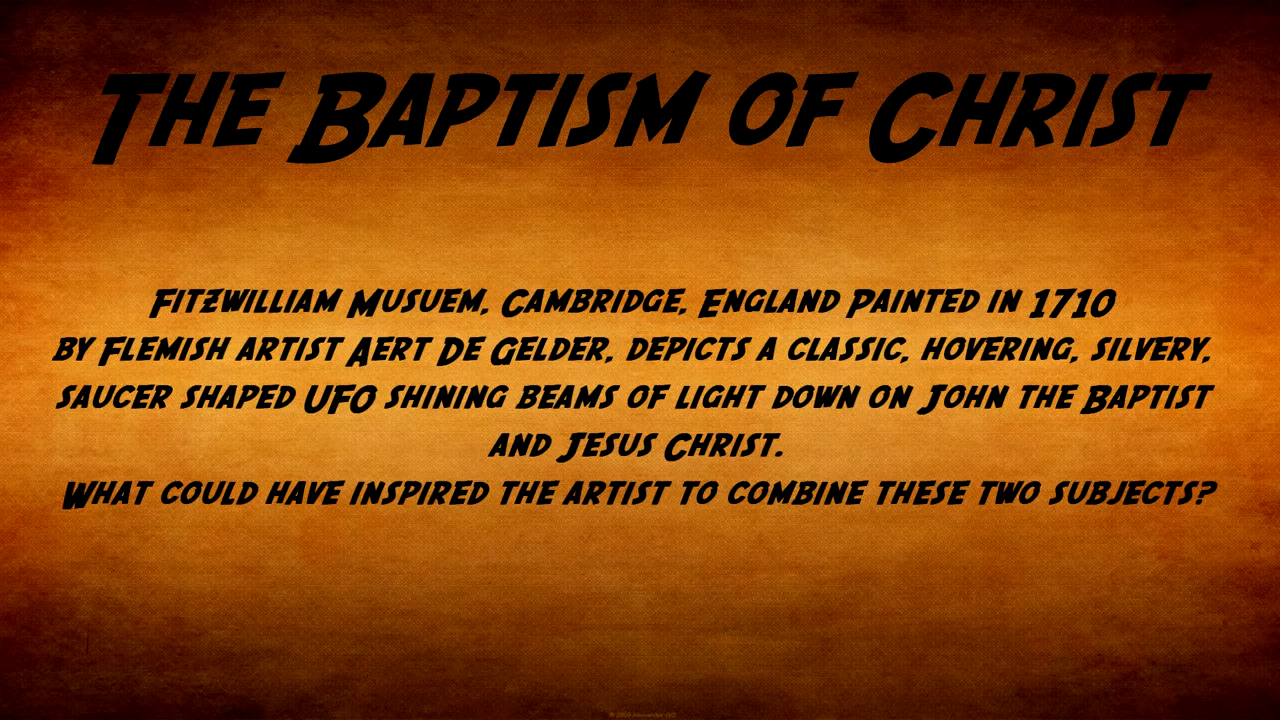 The Baptism of Christ
Fitzwilliam Musuem, Cambridge, England Painted in 1710
by Flemish artist Aert De Gelder, depicts a classic, hovering, silvery,
saucer shaped UFO shining beams of light down on John the Baptist
and Jesus Christ.
What could have inspired the artist to combine these two subjects?